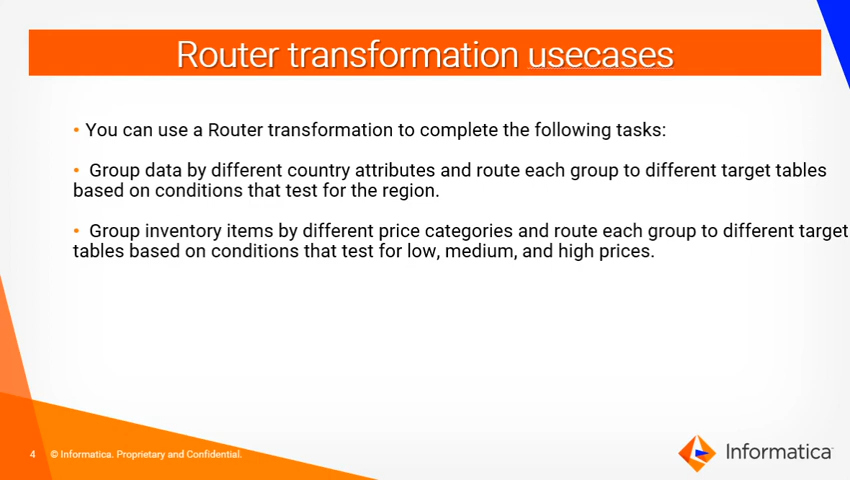 Router transformation usecases
• You can use a Router transformation to complete the following tasks:
• Group data by different country attributes and route each group to different target tables
based on conditions that test for the region.
• Group inventory items by different price categories and route each group to different target
tables based on conditions that test for low, medium, and high prices.
4 © Informatica. Proprietary and Confidential.
Informatica